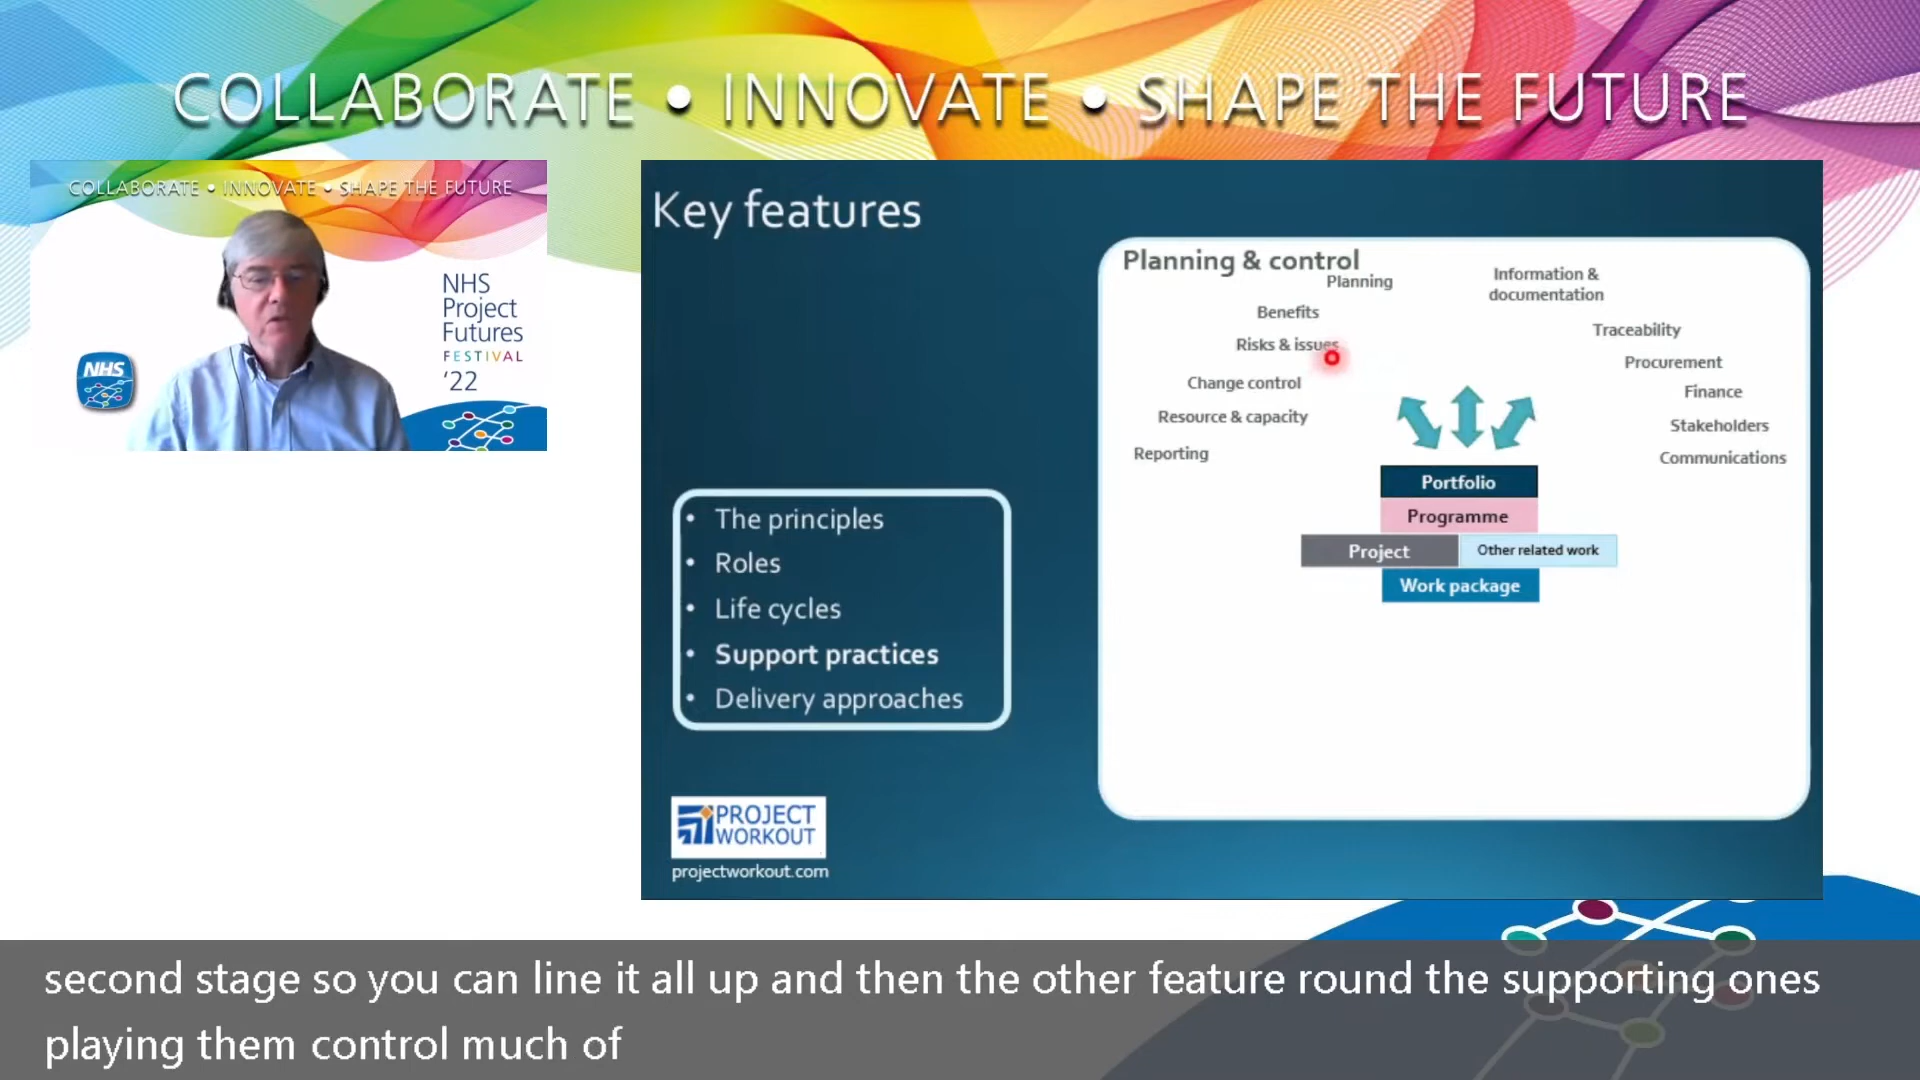 COLLABORATE • INNOVATE • SHAPE THE FUTURE
COLLABORATE • INNOVATE • SHAPE THE FUTURE
NHS
Project
Futures
FESTIVAL
'22
NHS
Key features
• The principles
• Roles
• Life cycles
• Support practices
• Delivery approaches
PROJECT
WORKOUT
projectworkout.com
Planning & control
Planning
Benefits
Risks & issues
Change control
Resource & capacity
Reporting
Information &
documentation
Traceability
Procurement
Finance
Stakeholders
Communications
Portfolio
Programme
Project
Other related work
Work package
second stage so you can line it all up and then the other feature round the supporting ones
playing them control much of